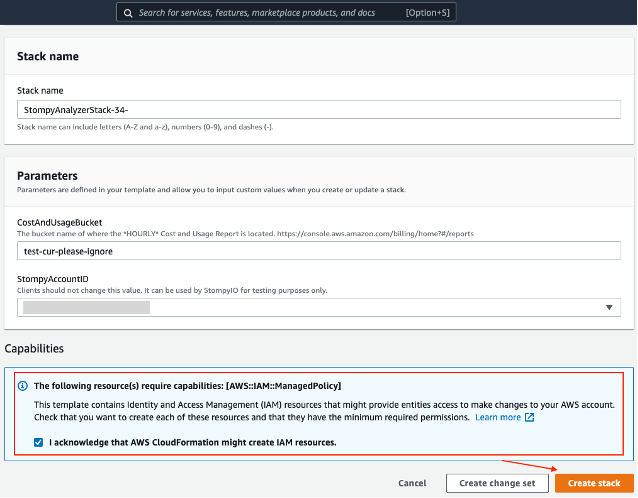 Search for services, features, marketplace products, and docs [Option+S]
Stack name
Stack name
StompyAnalyzerStack-34-
Stack name can include letters (A-Z and a-z), numbers (0-9), and dashes (-).
Parameters
Parameters are defined in your template and allow you to input custom values when you create or update a stack.
CostAndUsageBucket
The bucket name of where the *HOURLY* Cost and Usage Report is located. https://console.aws.amazon.com/billing/home?#/reports
test-cur-please-ignore
StompyAccountID
Clients should not change this value. It can be used by StompyIO for testing purposes only.
Capabilities
The following resource(s) require capabilities: [AWS::IAM::ManagedPolicy]
This template contains Identity and Access Management (IAM) resources that might provide entities access to make changes to your AWS account.
Check that you want to create each of these resources and that they have the minimum required permissions. Learn more
I acknowledge that AWS CloudFormation might create IAM resources.
Cancel Create change set Create stack